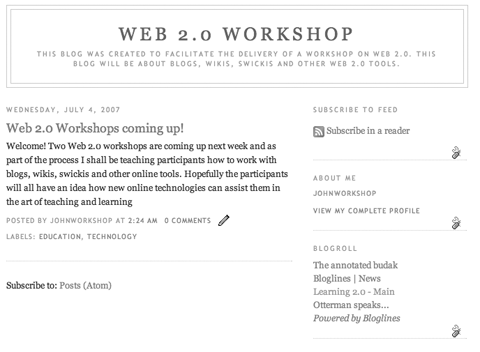 WEB 2.0 WORKSHOP
THIS BLOG WAS CREATED TO FACILITATE THE DELIVERY OF A WORKSHOP ON WEB 2.0. THIS
BLOG WILL BE ABOUT BLOGS, WIKIS, SWICKIS AND OTHER WEB 2.0 TOOLS.
WEDNESDAY, JULY 4, 2007
Web 2.0 Workshops coming up!
Welcome! Two Web 2.0 workshops are coming up next week and as
part of the process I shall be teaching participants how to work with
blogs, wikis, swickis and other online tools. Hopefully the participants
will all have an idea how new online technologies can assist them in
the art of teaching and learning
POSTED BY JOHNWORKSHOP AT 2:24 AM 0 COMMENTS
LABELS: EDUCATION, TECHNOLOGY
Subscribe to: Posts (Atom)
SUBSCRIBE TO FEED
Subscribe in a reader
ABOUT ME
JOHNWORKSHOP
VIEW MY COMPLETE PROFILE
BLOGROLL
The annotated budak
Bloglines | News
Learning 2.0 - Main
Otterman speaks...
Powered by Bloglines